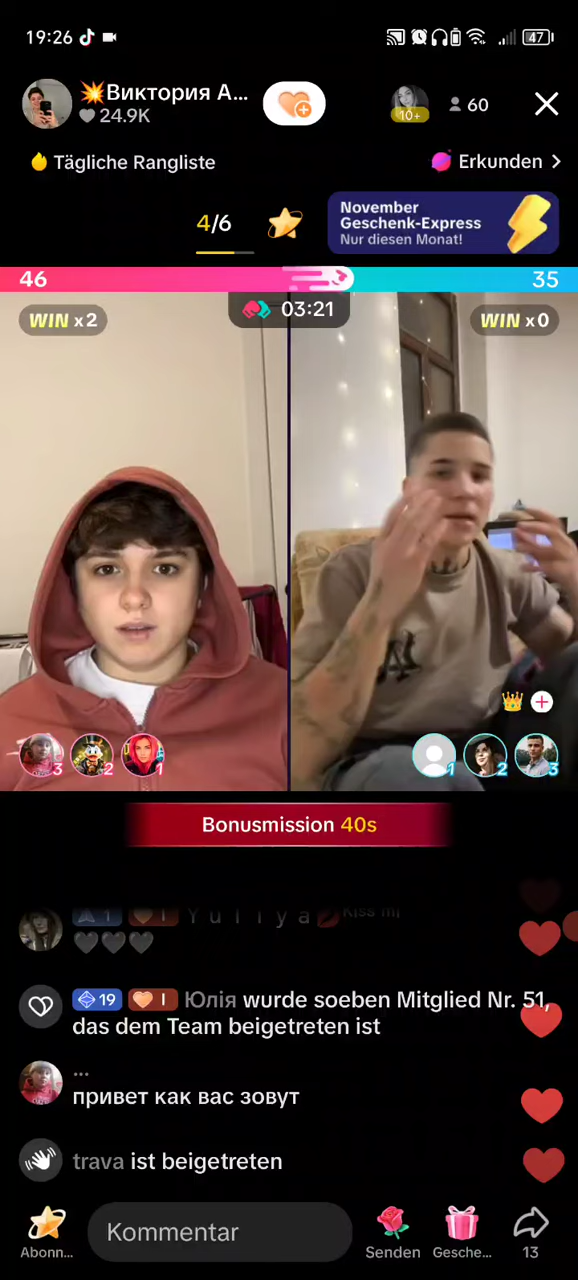 19:26
47
💥Виктория А...
24.9K
10+
60
Tägliche Rangliste
Erkunden
4/6
November
Geschenk-Express
Nur diesen Monat!
46
35
WIN x2
03:21
WIN x0
3
2
1
1
2
3
Bonusmission 40s
1
I
Y u l i y a💋
🖤🖤🖤
19
I
Юлія wurde soeben Mitglied Nr. 51,
das dem Team beigetreten ist
...
привет как вас зовут
trava ist beigetreten
Abonn...
Kommentar
Senden
Gesche...
13